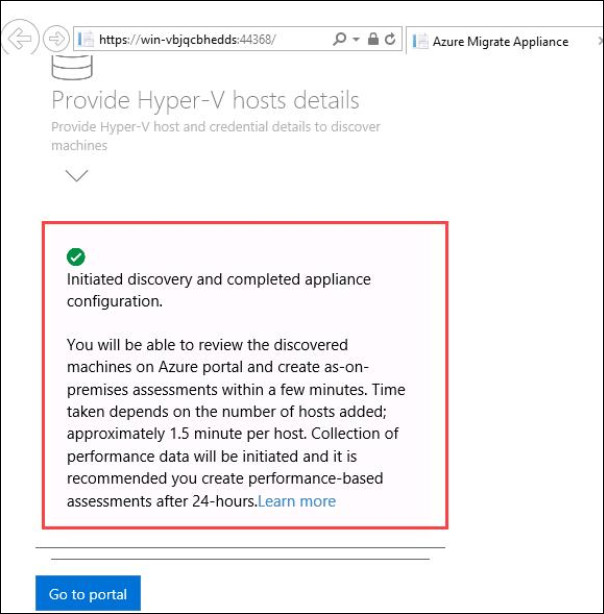 https://win-vbjqcbhedds:44368/
Azure Migrate Appliance
Provide Hyper-V hosts details
Provide Hyper-V host and credential details to discover
machines
Initiated discovery and completed appliance
configuration.
You will be able to review the discovered
machines on Azure portal and create as-on-
premises assessments within a few minutes. Time
taken depends on the number of hosts added;
approximately 1.5 minute per host. Collection of
performance data will be initiated and it is
recommended you create performance-based
assessments after 24-hours.Learn more
Go to portal